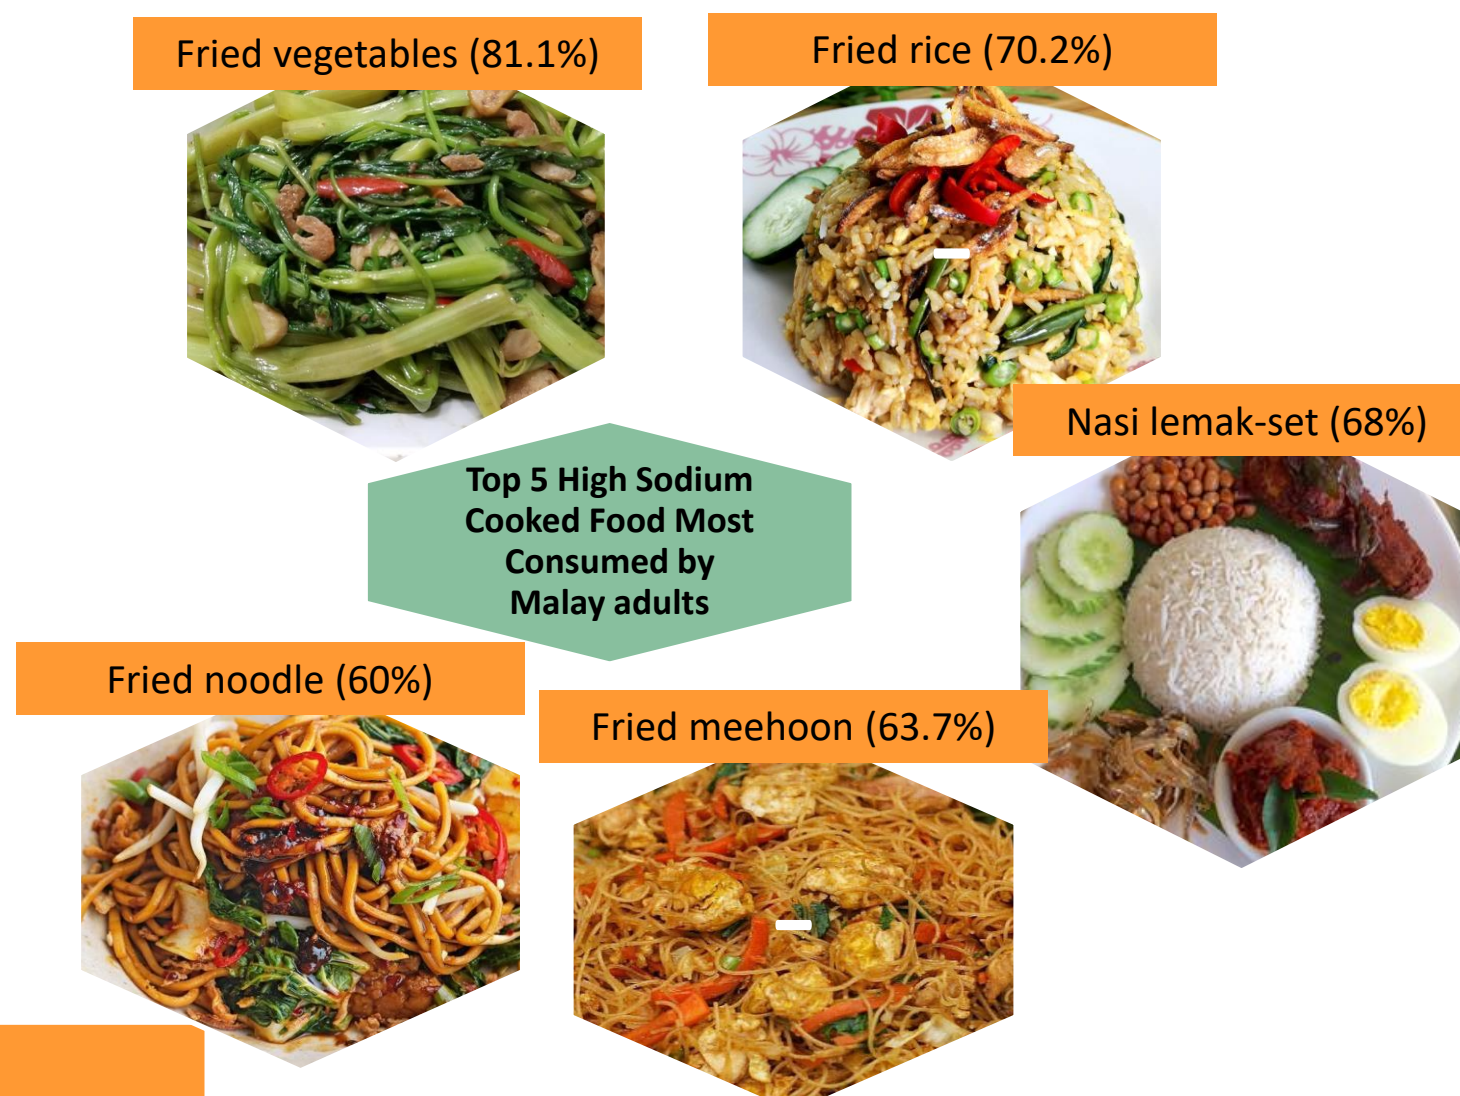 Fried vegetables (81.1%)
Fried rice (70.2%)
Nasi lemak-set (68%)
Top 5 High Sodium
Cooked Food Most
Consumed by
Malay adults
Fried noodle (60%)
Fried meehoon (63.7%)